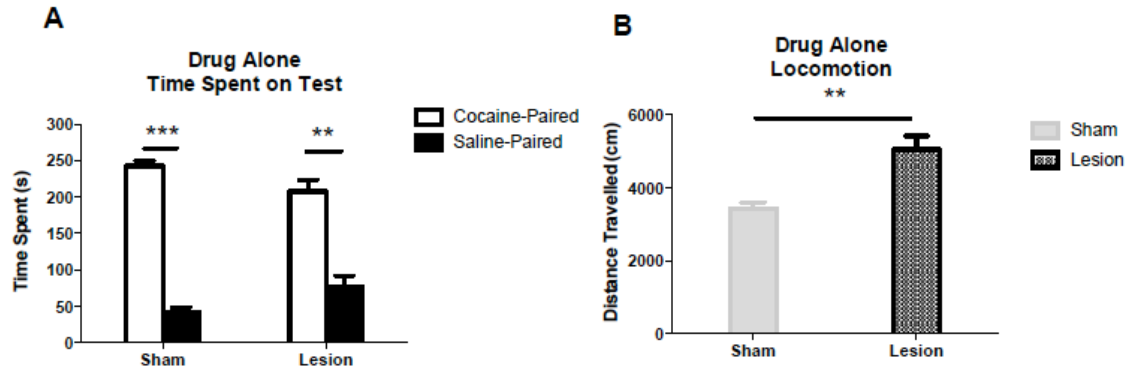 A
Drug Alone
Time Spent on Test
Cocaine-Paired
Saline-Paired
***
**
Time Spent (s)
300
250
200
150
100
50
0
Sham
Lesion
B
Drug Alone
Locomotion
**
Sham
Lesion
Distance Travelled (cm)
6000
4000
2000
0
Sham
Lesion